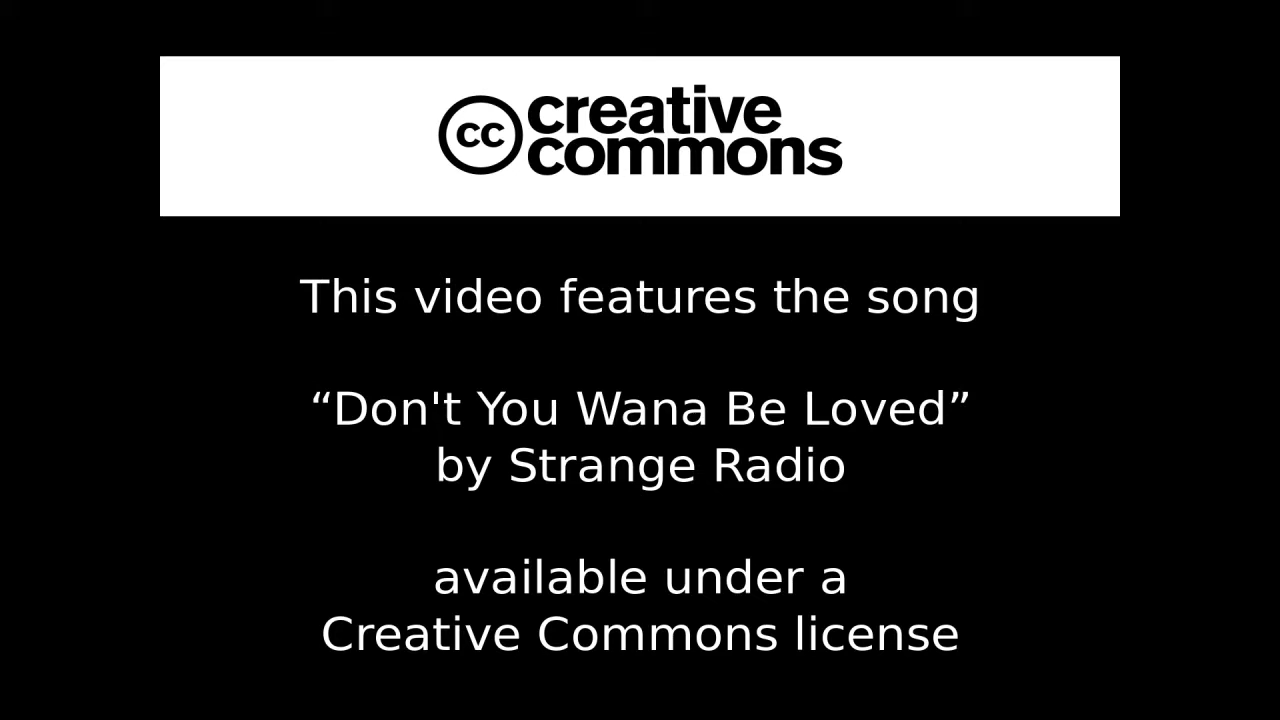 cc creative
commons
This video features the song
“Don't You Wana Be Loved”
by Strange Radio
available under a
Creative Commons license